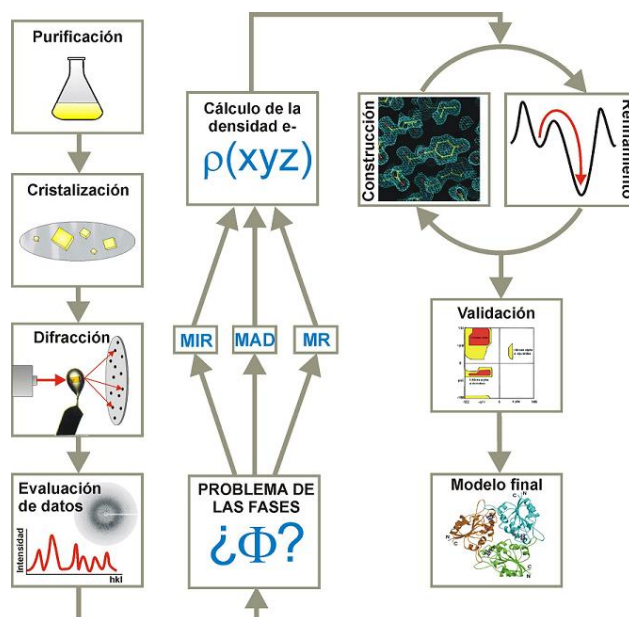 Purificación
Cristalización
Difracción
Evaluación
de datos
Intensidad
hkl
PROBLEMA DE
LAS FASES
¿Φ?
MIR
MAD
MR
Cálculo de la
densidad e-
ρ(xyz)
Construcción
Refinamiento
Validación
Modelo final
N
C
C
N
C
N